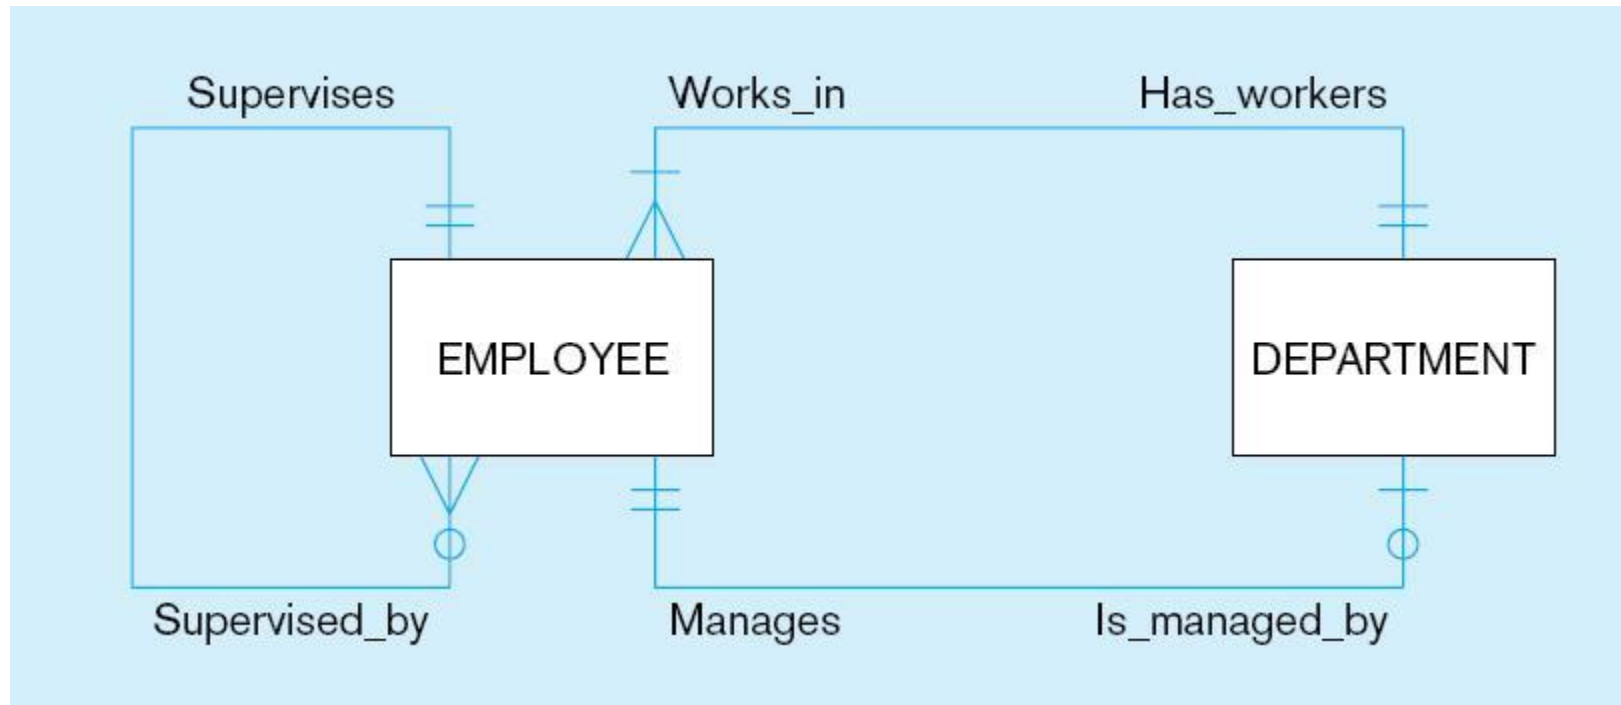 Supervises
Works_in
Has_workers
EMPLOYEE
DEPARTMENT
Supervised_by
Manages
Is_managed_by